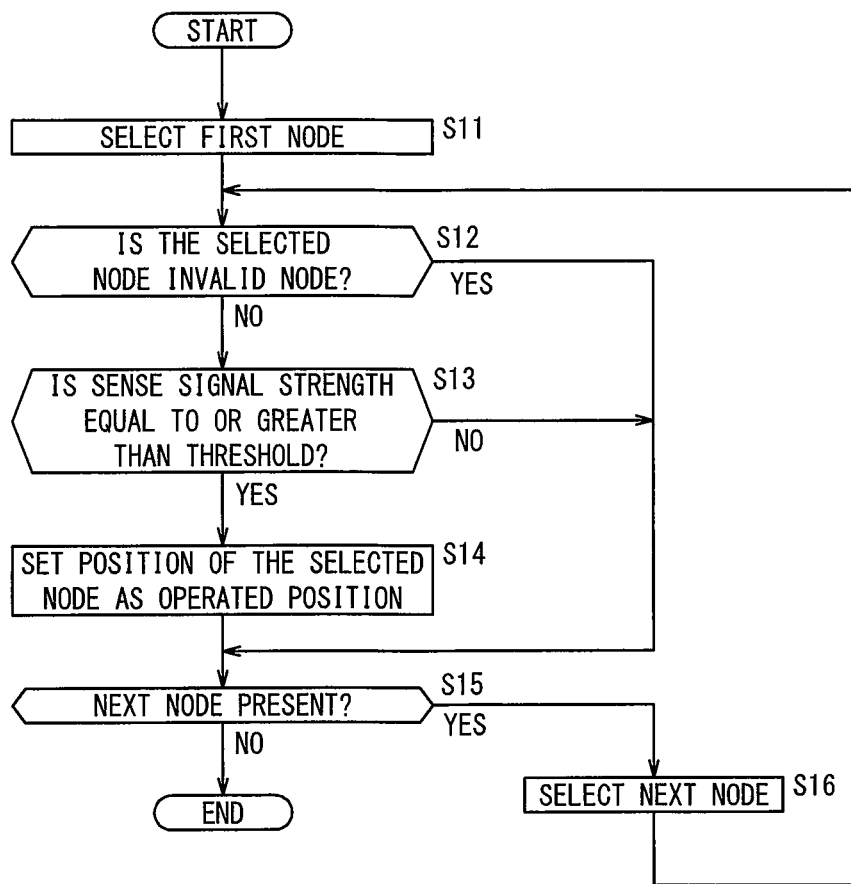 START
SELECT FIRST NODE
S11
IS THE SELECTED
NODE INVALID NODE?
S12
YES
NO
IS SENSE SIGNAL STRENGTH
EQUAL TO OR GREATER
THAN THRESHOLD?
S13
NO
YES
SET POSITION OF THE SELECTED
NODE AS OPERATED POSITION
S14
NEXT NODE PRESENT?
S15
YES
NO
SELECT NEXT NODE
S16
END